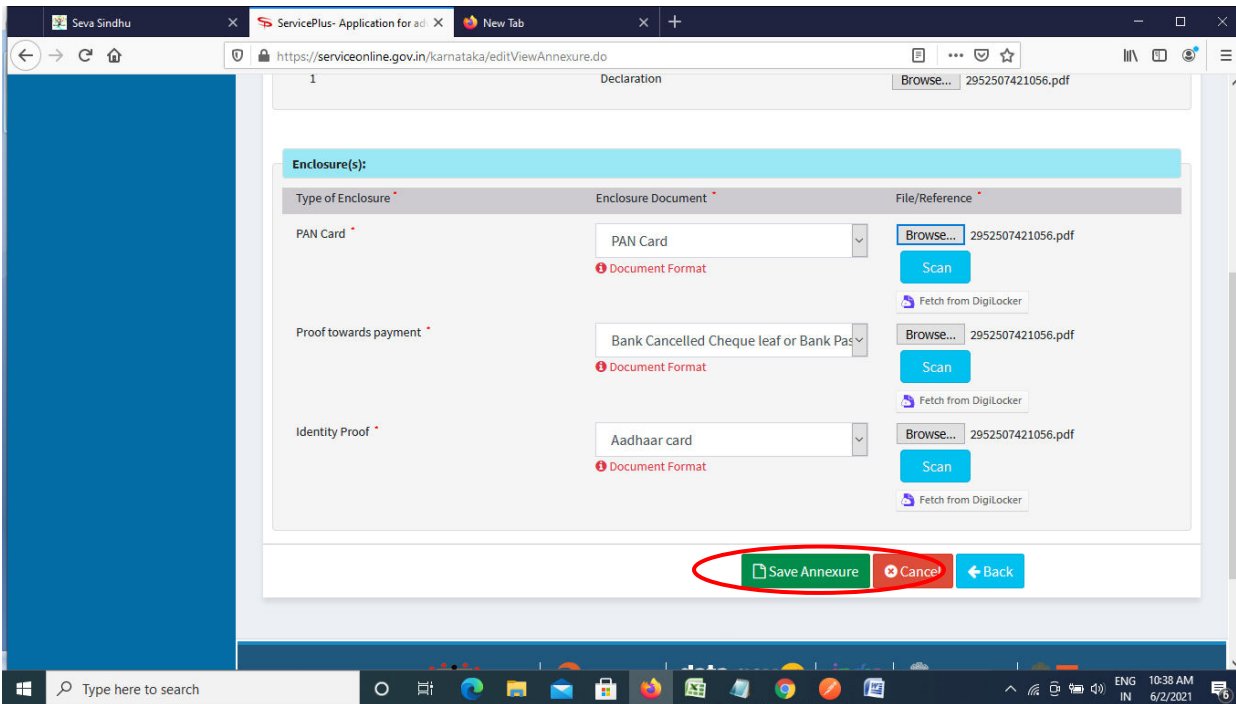 Seva Sindhu
ServicePlus- Application for ad
New Tab
https://serviceonline.gov.in/karnataka/editViewAnnexure.do
1 Declaration Browse... 2952507421056.pdf
Enclosure(s):
Type of Enclosure * Enclosure Document * File/Reference *
PAN Card * PAN Card Browse... 2952507421056.pdf
Document Format Scan
Fetch from DigiLocker
Proof towards payment * Bank Cancelled Cheque leaf or Bank Pas Browse... 2952507421056.pdf
Document Format Scan
Fetch from DigiLocker
Identity Proof * Aadhaar card Browse... 2952507421056.pdf
Document Format Scan
Fetch from DigiLocker
Save Annexure Cancel Back
Type here to search ENG 10:38 AM
IN 6/2/2021 6